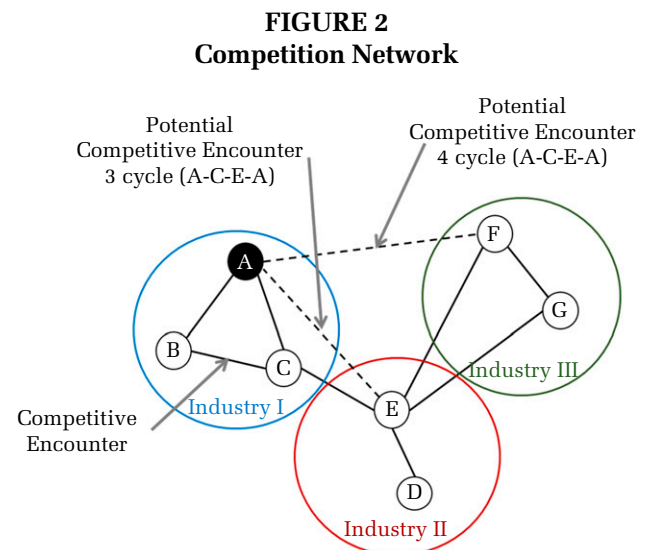 FIGURE 2
Competition Network
Potential
Competitive Encounter
3 cycle (A-C-E-A)
Potential
Competitive Encounter
4 cycle (A-C-E-A)
F
A
G
B
C
Industry III
Industry I
E
Competitive
Encounter
D
Industry II